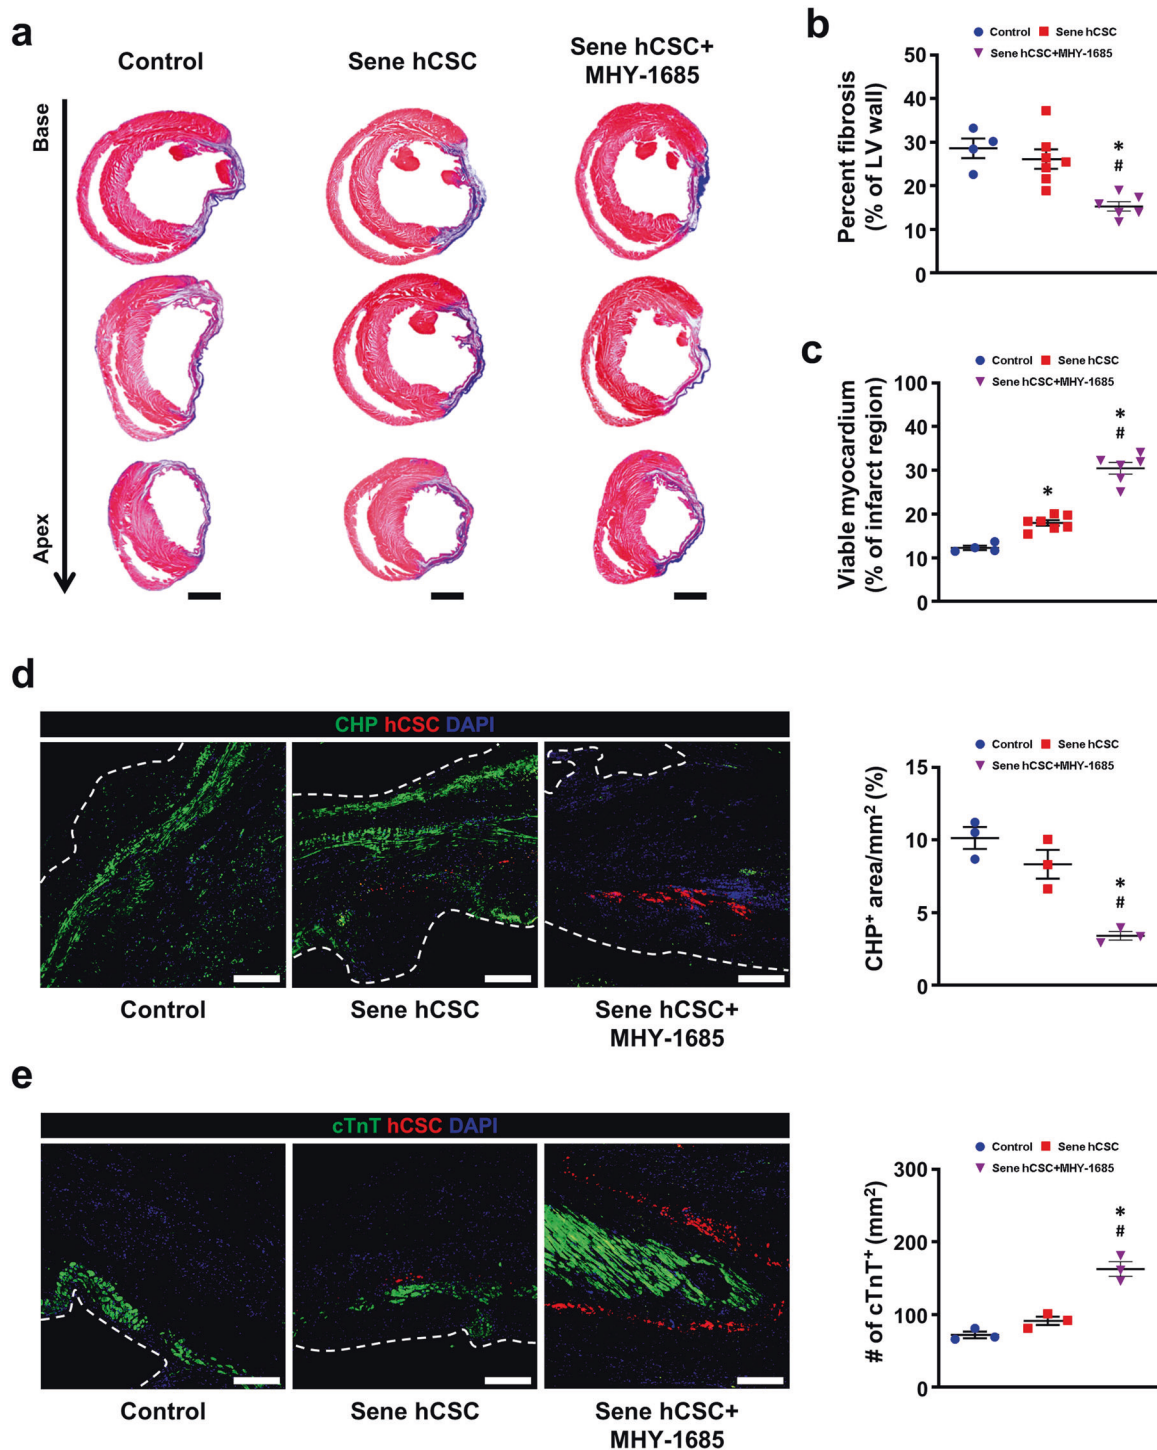 a
Control
Sene hCSC
Sene hCSC+
MHY-1685
Base
Apex
b
Control Sene hCSC
Sene hCSC+MHY-1685
Percent fibrosis
(% of LV wall)
50
40
30
20
10
0
*
#
c
Control Sene hCSC
Sene hCSC+MHY-1685
Viable myocardium
(% of infarct region)
100
40
30
20
10
0
*
*
#
d
CHP hCSC DAPI
Control
Sene hCSC
Sene hCSC+
MHY-1685
Control Sene hCSC
Sene hCSC+MHY-1685
CHP⁺ area/mm² (%)
15
10
5
0
*
#
e
cTnT hCSC DAPI
Control
Sene hCSC
Sene hCSC+
MHY-1685
Control Sene hCSC
Sene hCSC+MHY-1685
# of cTnT⁺ (mm²)
300
200
100
0
*
#